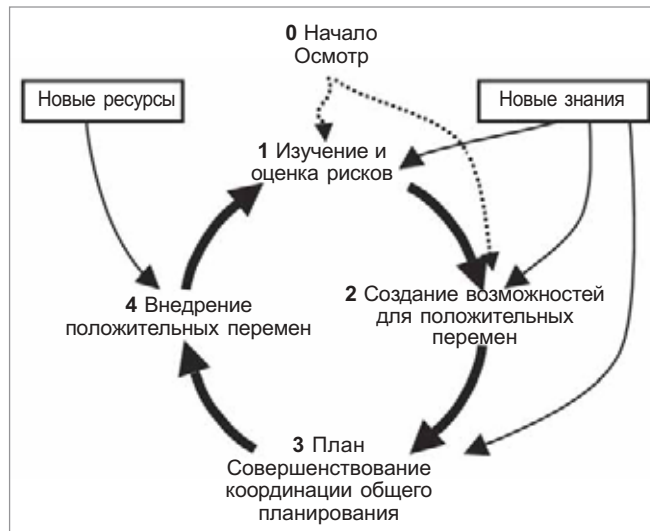 0 Начало
Осмотр
Новые ресурсы
Новые знания
1 Изучение и
оценка рисков
4 Внедрение
положительных перемен
2 Создание возможностей
для положительных
перемен
3 План
Совершенствование
координации общего
планирования